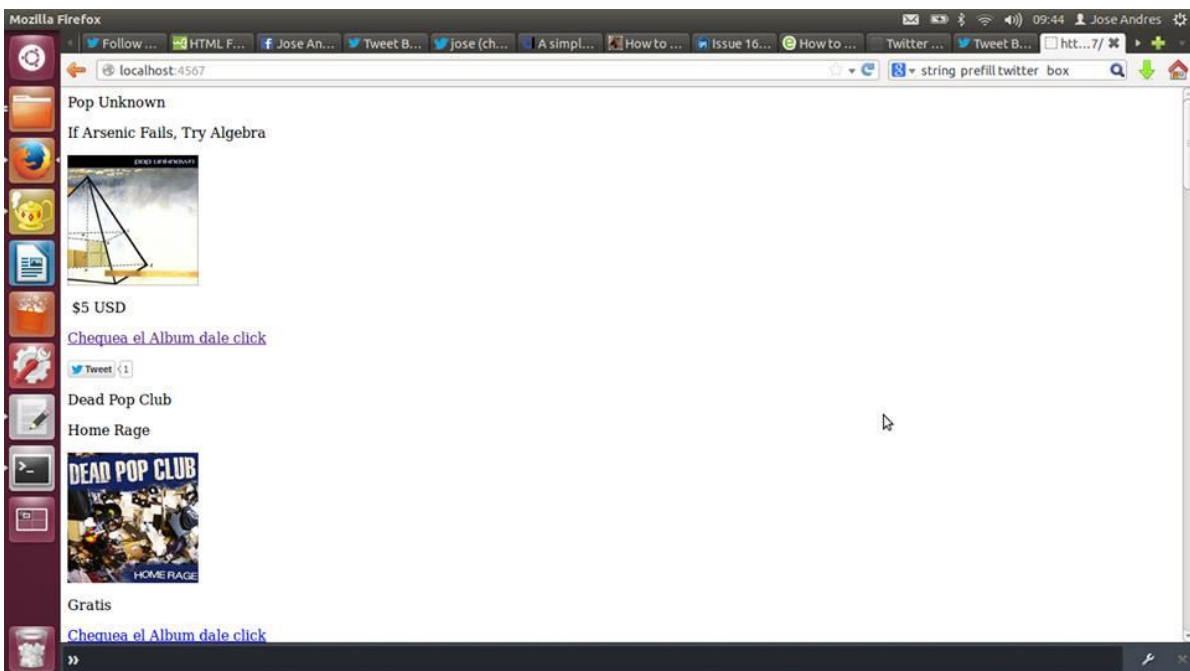 Mozilla Firefox
09:44 Jose Andres
Follow ... HTML F... Jose An... Tweet B... jose (ch... A simpl... How to ... Issue 16... How to ... Twitter ... Tweet B... htt...7/
localhost:4567
string prefill twitter box
Pop Unknown
If Arsenic Fails, Try Algebra
pop unknown
$5 USD
Chequea el Album dale click
Tweet 1
Dead Pop Club
Home Rage
DEAD POP CLUB
HOME RAGE
Gratis
Chequea el Album dale click